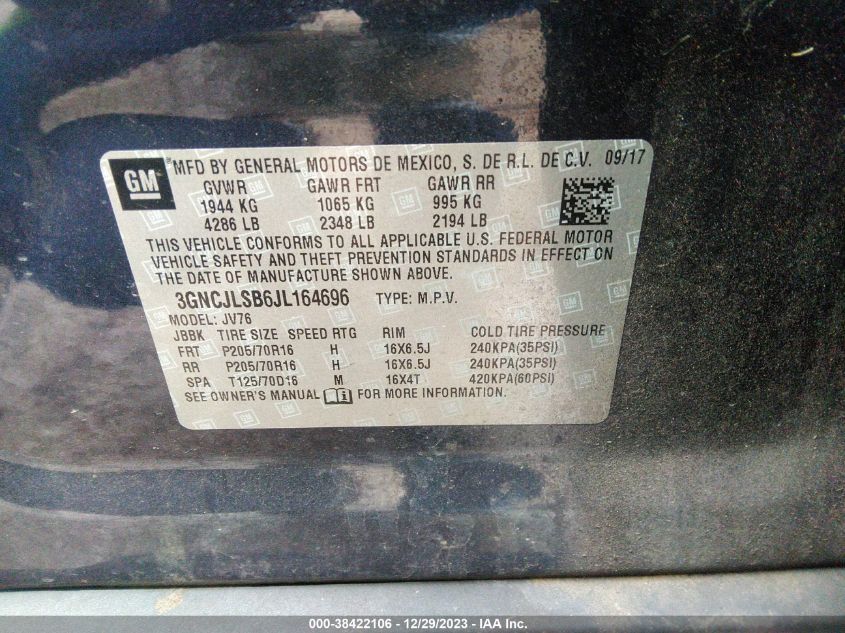 GM MFD BY GENERAL MOTORS DE MEXICO, S. DE R.L. DE C.V. 09/17
GVWR GAWR FRT GAWR RR
1944 KG 1065 KG 995 KG
4286 LB 2348 LB 2194 LB
THIS VEHICLE CONFORMS TO ALL APPLICABLE U.S. FEDERAL MOTOR
VEHICLE SAFETY AND THEFT PREVENTION STANDARDS IN EFFECT ON
THE DATE OF MANUFACTURE SHOWN ABOVE.
3GNCJLSB6JL164696 TYPE: M.P.V.
MODEL: JV76
JBBK TIRE SIZE SPEED RTG RIM COLD TIRE PRESSURE
FRT P205/70R16 H 16X6.5J 240KPA(35PSI)
RR P205/70R16 H 16X6.5J 240KPA(35PSI)
SPA T125/70D16 M 16X4T 420KPA(60PSI)
SEE OWNER'S MANUAL FOR MORE INFORMATION.
000-38422106 - 12/29/2023 - IAA Inc.